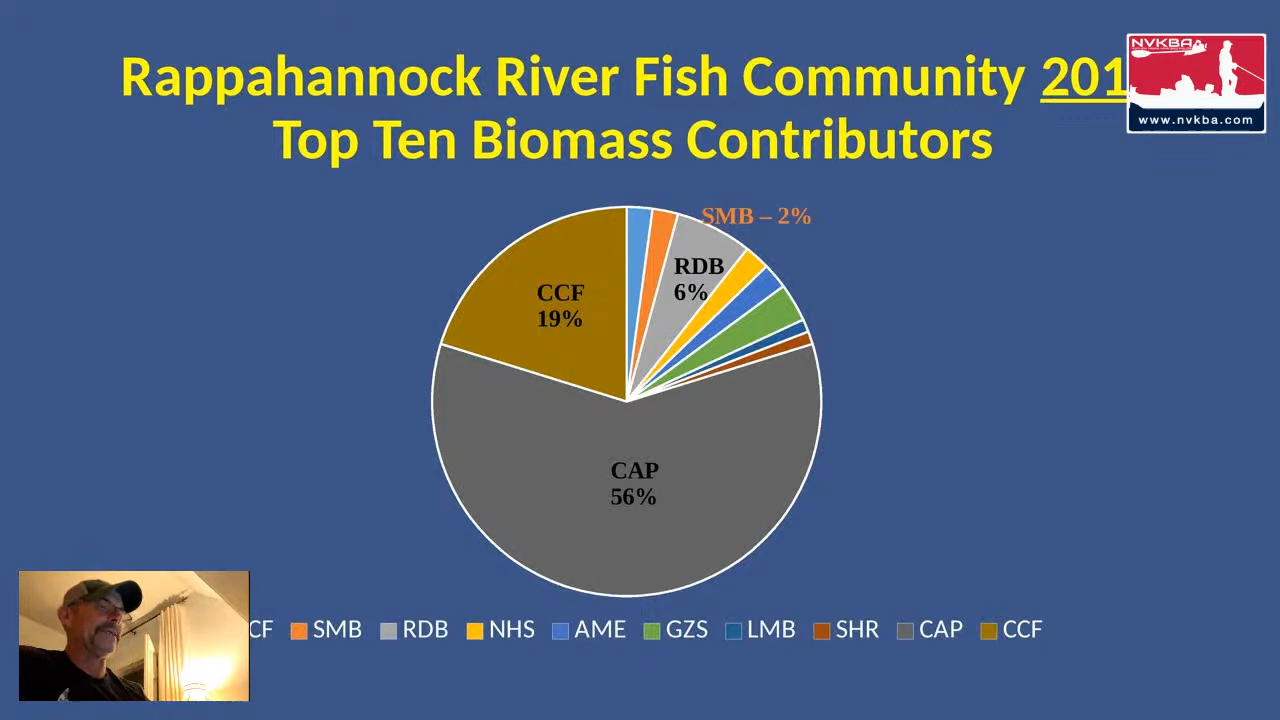 Rappahannock River Fish Community 201
Top Ten Biomass Contributors
NVKBA
www.nvkba.com
SMB – 2%
RDB
6%
CCF
19%
CAP
56%
CF SMB RDB NHS AME GZS LMB SHR CAP CCF